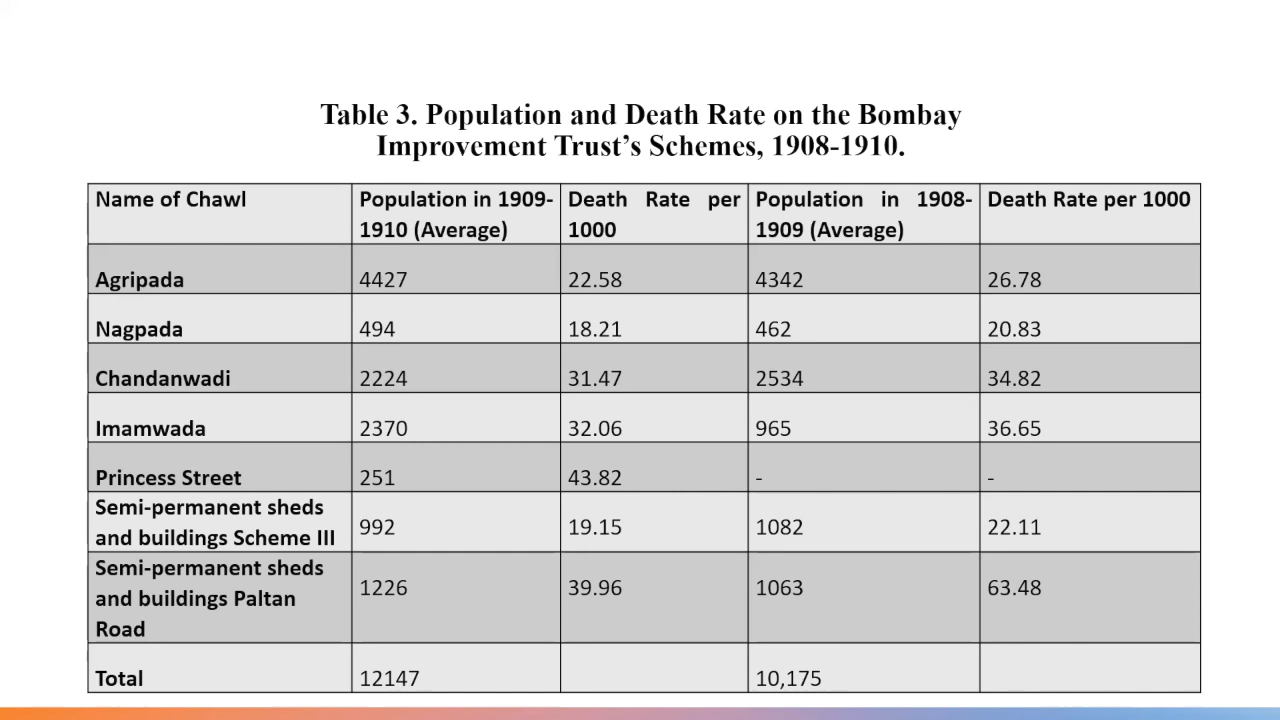 Table 3. Population and Death Rate on the Bombay
Improvement Trust's Schemes, 1908-1910.
Name of Chawl | Population in 1909-1910 (Average) | Death Rate per 1000 | Population in 1908-1909 (Average) | Death Rate per 1000
Agripada | 4427 | 22.58 | 4342 | 26.78
Nagpada | 494 | 18.21 | 462 | 20.83
Chandanwadi | 2224 | 31.47 | 2534 | 34.82
Imamwada | 2370 | 32.06 | 965 | 36.65
Princess Street | 251 | 43.82 | - | -
Semi-permanent sheds and buildings Scheme III | 992 | 19.15 | 1082 | 22.11
Semi-permanent sheds and buildings Paltan Road | 1226 | 39.96 | 1063 | 63.48
Total | 12147 | | 10,175 |